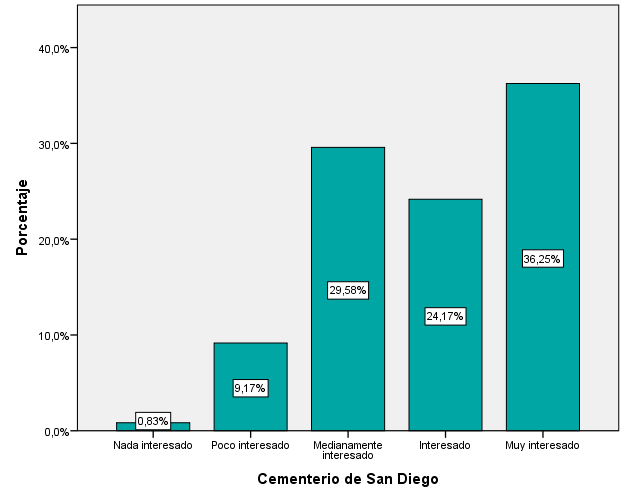 40,0%
30,0%
20,0%
10,0%
0,0%
Porcentaje
0,83%
9,17%
29,58%
24,17%
36,25%
Nada interesado
Poco interesado
Medianamente
interesado
Interesado
Muy interesado
Cementerio de San Diego